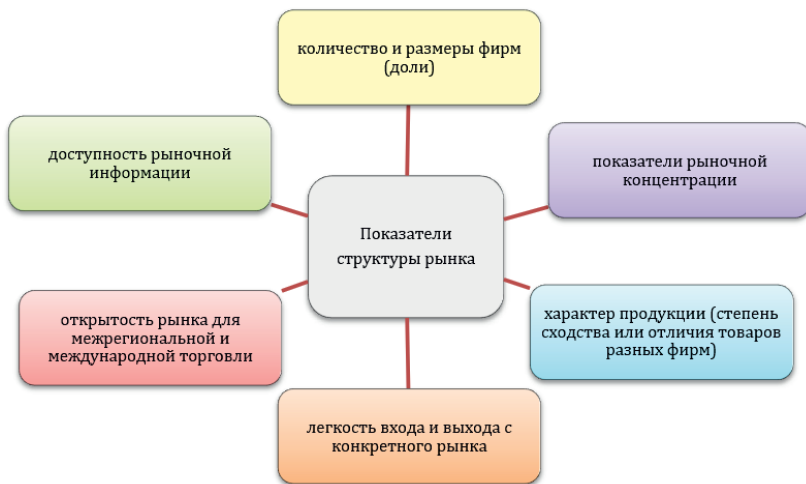 количество и размеры фирм
(доли)
доступность рыночной
информации
показатели рыночной
концентрации
Показатели
структуры рынка
открытость рынка для
межрегиональной и
международной торговли
характер продукции (степень
сходства или отличия товаров
разных фирм)
легкость входа и выхода с
конкретного рынка